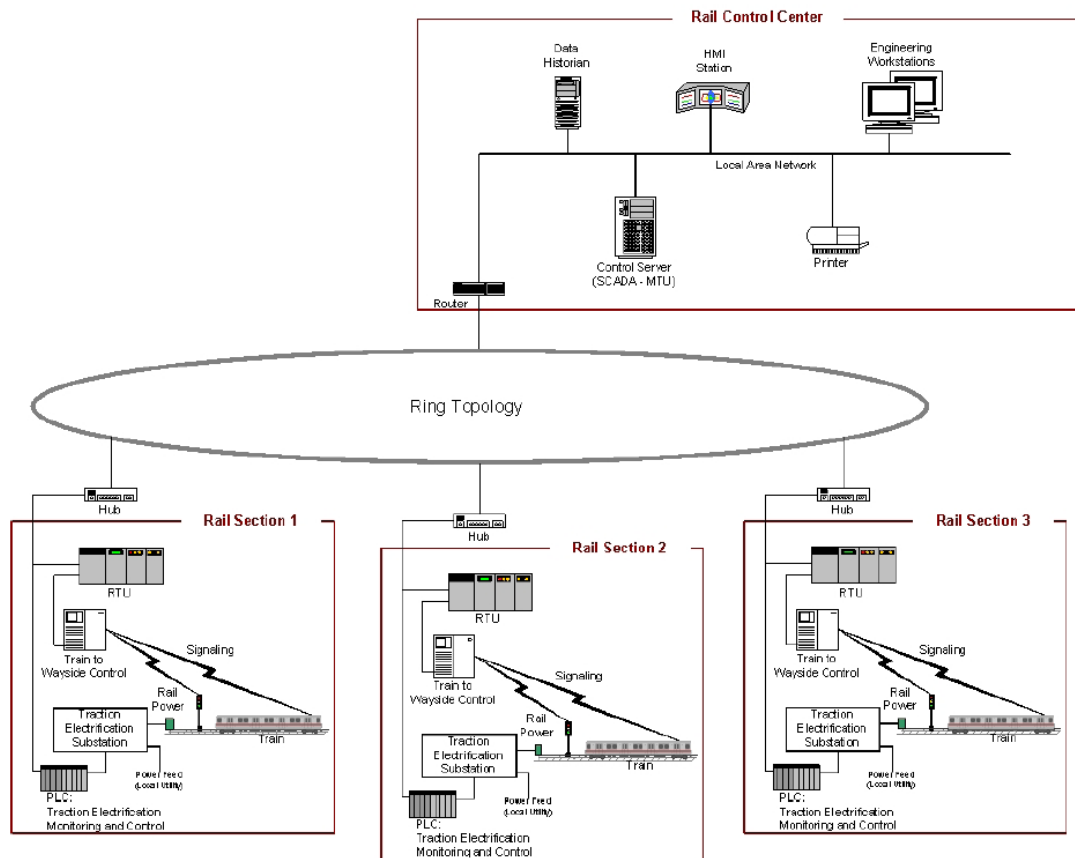 Rail Control Center
Data
Historian
HMI
Station
Engineering
Workstations
Local Area Network
Control Server
(SCADA - MTU)
Printer
Router
Ring Topology
Hub
Hub
Hub
Rail Section 1
RTU
Train to
Wayside Control
Signaling
Rail
Power
Traction
Electrification
Substation
Train
Power Feed
(Local Utility)
PLC:
Traction Electrification
Monitoring and Control
Rail Section 2
RTU
Train to
Wayside Control
Signaling
Rail
Power
Traction
Electrification
Substation
Train
Power Feed
(Local Utility)
PLC:
Traction Electrification
Monitoring and Control
Rail Section 3
RTU
Train to
Wayside Control
Signaling
Rail
Power
Traction
Electrification
Substation
Train
Power Feed
(Local Utility)
PLC:
Traction Electrification
Monitoring and Control